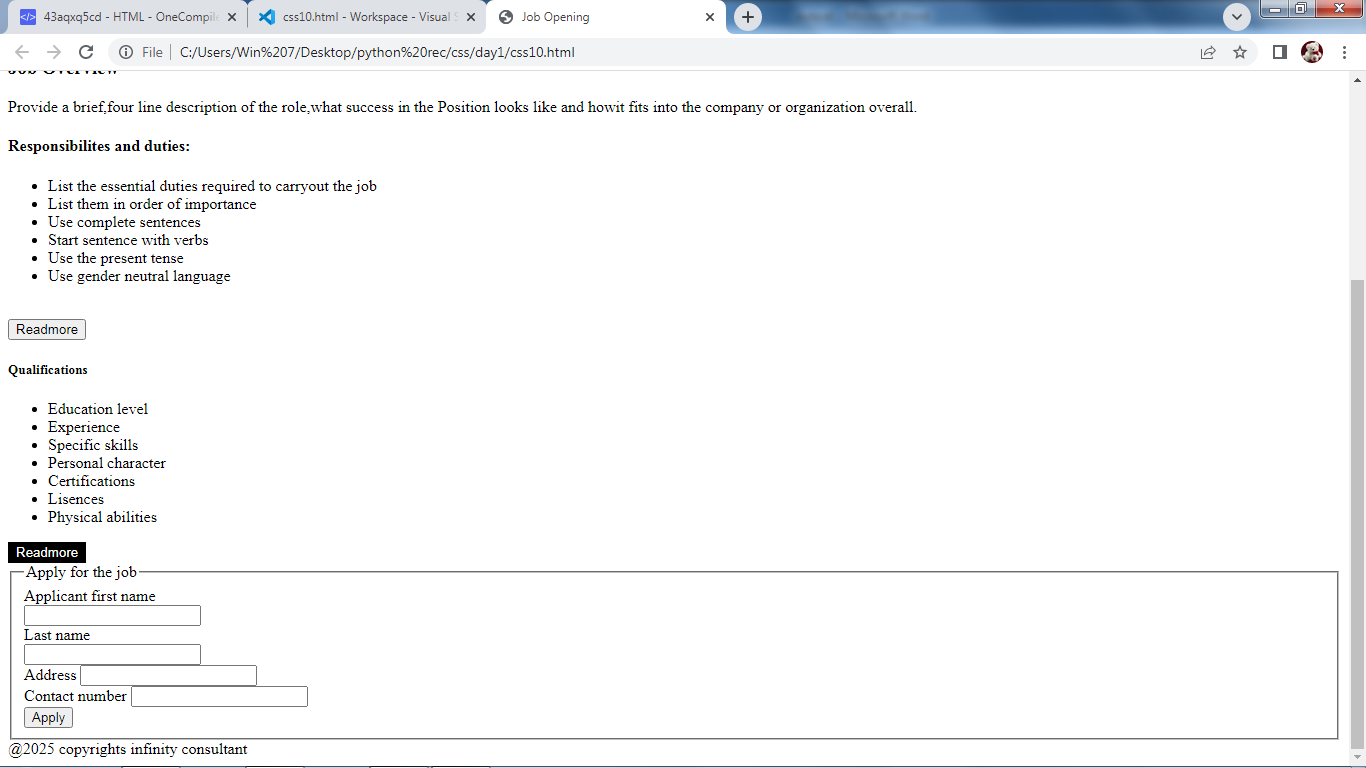 43aqxq5cd - HTML - OneCompile
css10.html - Workspace - Visual S
Job Opening
File
C:/Users/Win%207/Desktop/python%20rec/css/day1/css10.html
Job Overview
Provide a brief,four line description of the role,what success in the Position looks like and howit fits into the company or organization overall.
Responsibilites and duties:
List the essential duties required to carryout the job
List them in order of importance
Use complete sentences
Start sentence with verbs
Use the present tense
Use gender neutral language
Readmore
Qualifications
Education level
Experience
Specific skills
Personal character
Certifications
Lisences
Physical abilities
Readmore
Apply for the job
Applicant first name
Last name
Address
Contact number
Apply
@2025 copyrights infinity consultant